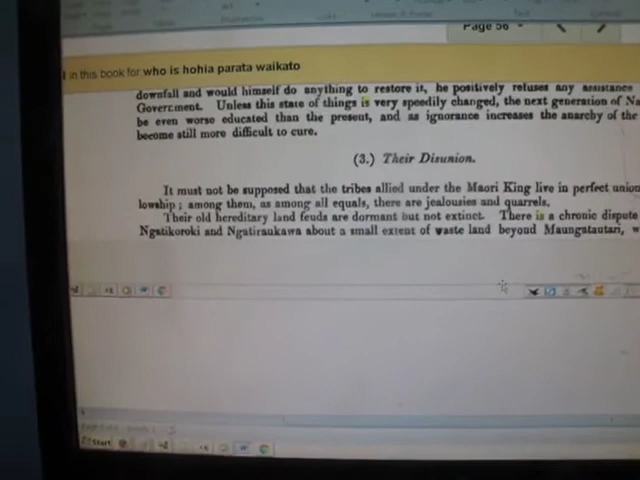 Page 56
in this book for who is hohia parata waikato
downfall and would himself do anything to restore it, he positively refuses any assistance
Government. Unless this state of things is very speedily changed, the next generation of Na
be even worse educated than the present, and as ignorance increases the anarchy of the
become still more difficult to cure.
(3.) Their Disunion.
It must not be supposed that the tribes allied under the Maori King live in perfect union
lowship; among them, as among all equals, there are jealousies and quarrels.
Their old hereditary land feuds are dormant but not extinct. There is a chronic dispute
Ngatikoroki and Ngatiraukawa about a small extent of waste land beyond Maungatautari, w
Start